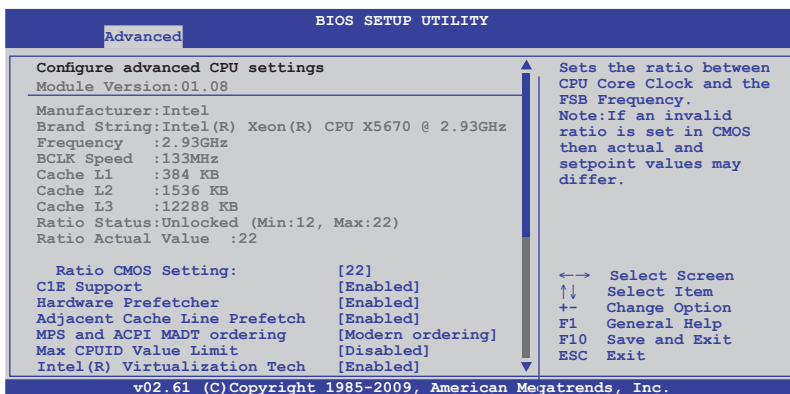 BIOS SETUP UTILITY
Advanced
Configure advanced CPU settings
Module Version:01.08
Manufacturer:Intel
Brand String:Intel(R) Xeon(R) CPU X5670 @ 2.93GHz
Frequency :2.93GHz
BCLK Speed :133MHz
Cache L1 :384 KB
Cache L2 :1536 KB
Cache L3 :12288 KB
Ratio Status:Unlocked (Min:12, Max:22)
Ratio Actual Value :22
Ratio CMOS Setting: [22]
C1E Support [Enabled]
Hardware Prefetcher [Enabled]
Adjacent Cache Line Prefetch [Enabled]
MPS and ACPI MADT ordering [Modern ordering]
Max CPUID Value Limit [Disabled]
Intel(R) Virtualization Tech [Enabled]
Sets the ratio between
CPU Core Clock and the
FSB Frequency.
Note:If an invalid
ratio is set in CMOS
then actual and
setpoint values may
differ.
←→ Select Screen
↑↓ Select Item
+- Change Option
F1 General Help
F10 Save and Exit
ESC Exit
v02.61 (C)Copyright 1985-2009, American Megatrends, Inc.